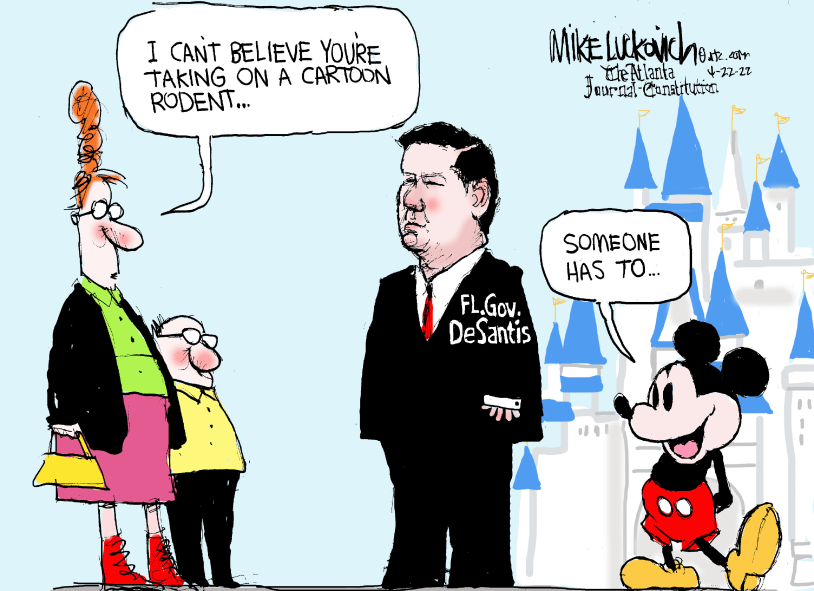 I CAN'T BELIEVE YOU'RE
TAKING ON A CARTOON
RODENT...
MIKE LUCKOVICH
4-22-22
The Atlanta
Journal-Constitution
SOMEONE
HAS TO...
FL.Gov.
DeSantis